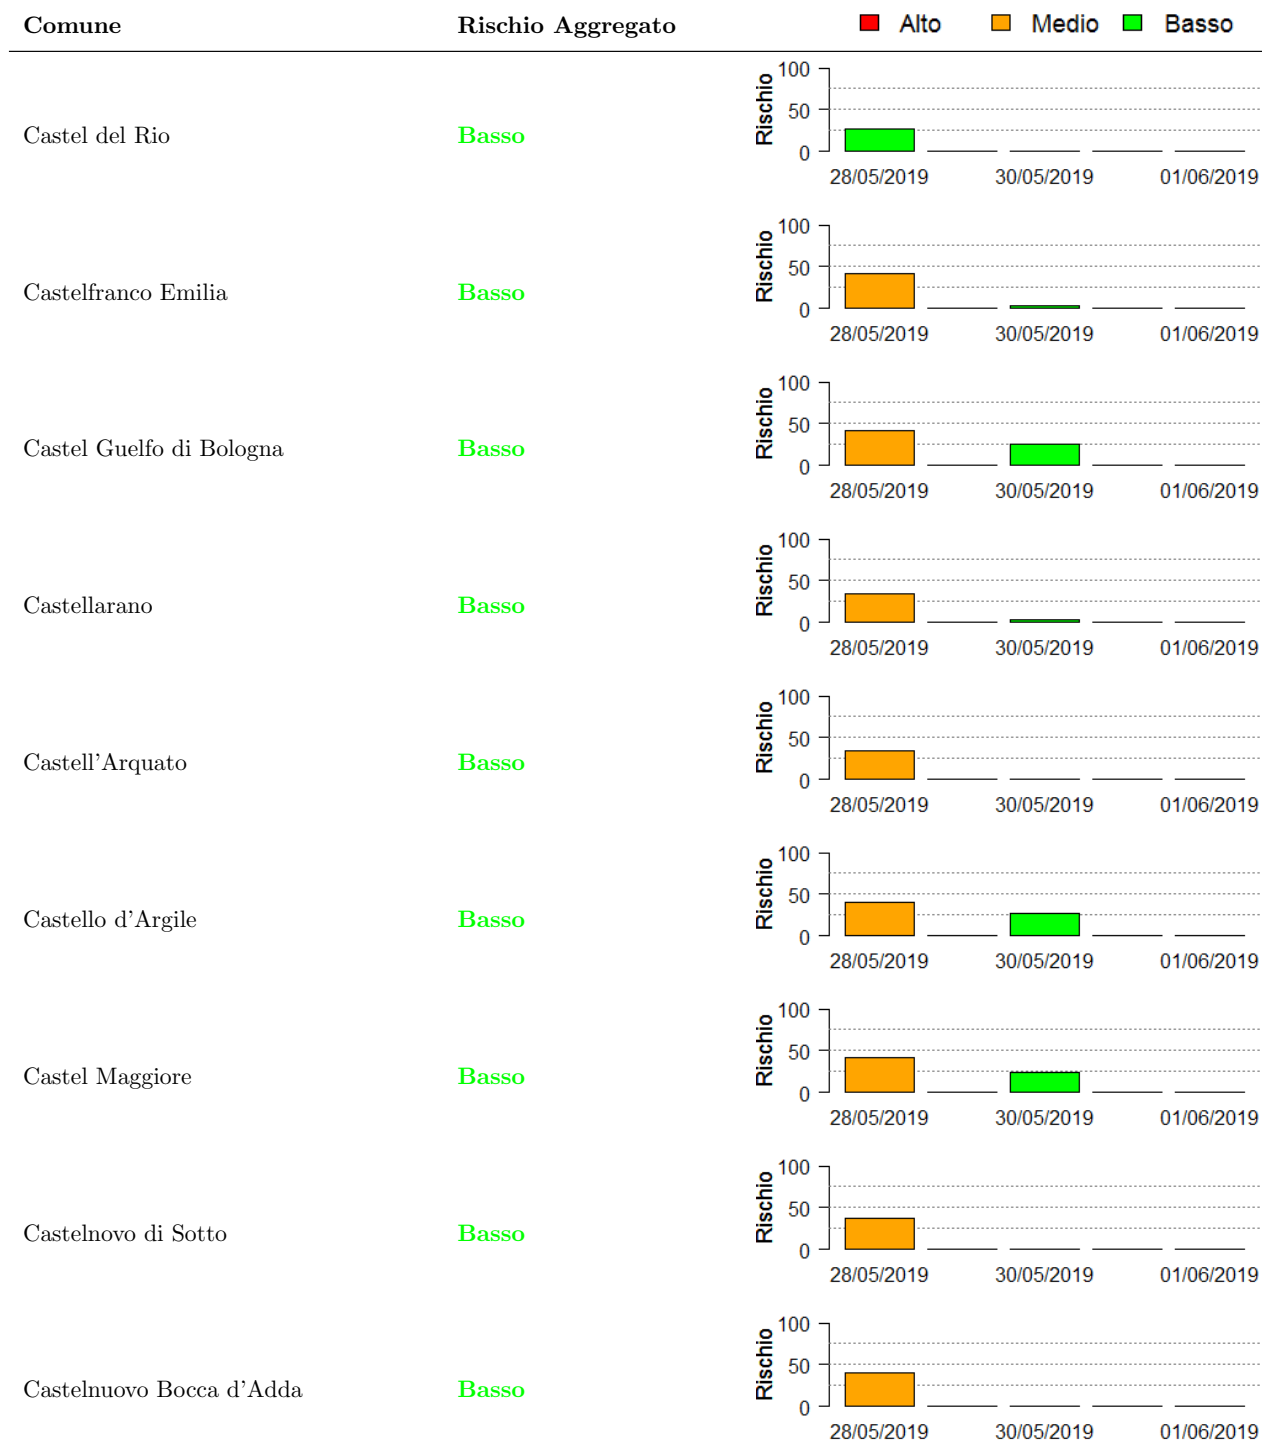 Comune Rischio Aggregato Alto Medio Basso
100
50
0
Rischio
Castel del Rio Basso
28/05/2019 30/05/2019 01/06/2019
100
50
0
Rischio
Castelfranco Emilia Basso
28/05/2019 30/05/2019 01/06/2019
100
50
0
Rischio
Castel Guelfo di Bologna Basso
28/05/2019 30/05/2019 01/06/2019
100
50
0
Rischio
Castellarano Basso
28/05/2019 30/05/2019 01/06/2019
100
50
0
Rischio
Castell'Arquato Basso
28/05/2019 30/05/2019 01/06/2019
100
50
0
Rischio
Castello d'Argile Basso
28/05/2019 30/05/2019 01/06/2019
100
50
0
Rischio
Castel Maggiore Basso
28/05/2019 30/05/2019 01/06/2019
100
50
0
Rischio
Castelnovo di Sotto Basso
28/05/2019 30/05/2019 01/06/2019
100
50
0
Rischio
Castelnuovo Bocca d'Adda Basso
28/05/2019 30/05/2019 01/06/2019